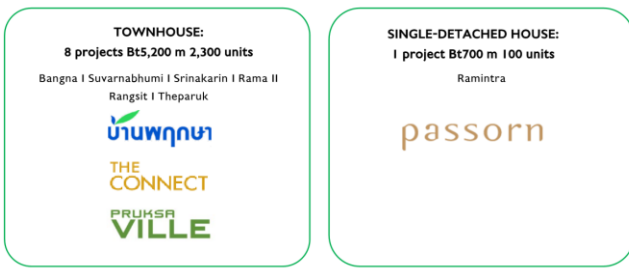 TOWNHOUSE:
8 projects Bt5,200 m 2,300 units
Bangna I Suvarnabhumi I Srinakarin I Rama II
Rangsit I Theparuk
บ้านพฤกษา
THE
CONNECT
PRUKSA
VILLE
SINGLE-DETACHED HOUSE:
1 project Bt700 m 100 units
Ramintra
passorn